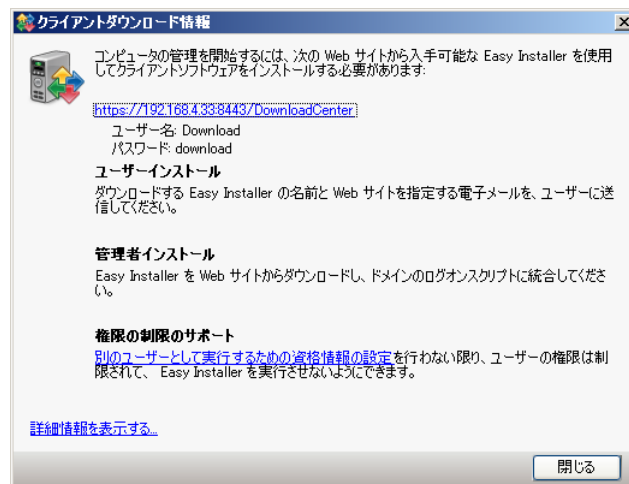 クライアントダウンロード情報
コンピュータの管理を開始するには、次の Web サイトから入手可能な Easy Installer を使用
してクライアントソフトウェアをインストールする必要があります:
https://192.168.4.33:8443/DownloadCenter
ユーザー名: Download
パスワード: download
ユーザーインストール
ダウンロードする Easy Installer の名前と Web サイトを指定する電子メールを、ユーザーに送
信してください。
管理者インストール
Easy Installer を Web サイトからダウンロードし、ドメインのログオンスクリプトに統合してくださ
い。
権限の制限のサポート
別のユーザーとして実行するための資格情報の設定を行わない限り、ユーザーの権限は制
限されて、 Easy Installer を実行させないようにできます。
詳細情報を表示する...
閉じる